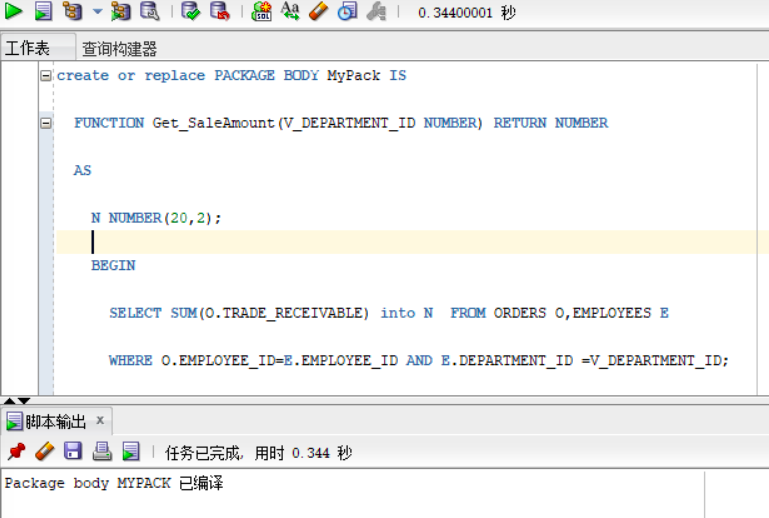 0.34400001 秒
工作表 查询构建器
create or replace PACKAGE BODY MyPack IS
FUNCTION Get_SaleAmount(V_DEPARTMENT_ID NUMBER) RETURN NUMBER
AS
N NUMBER(20,2);
BEGIN
SELECT SUM(O.TRADE_RECEIVABLE) into N  FROM ORDERS O,EMPLOYEES E
WHERE O.EMPLOYEE_ID=E.EMPLOYEE_ID AND E.DEPARTMENT_ID =V_DEPARTMENT_ID;
脚本输出 x
任务已完成, 用时 0.344 秒
Package body MYPACK 已编译